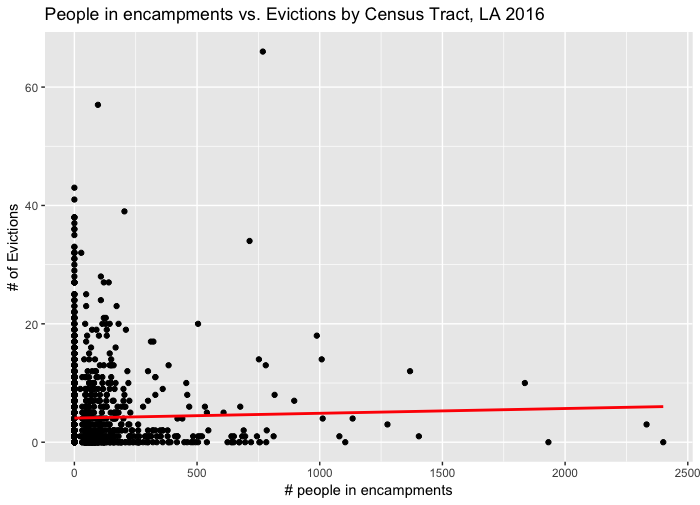 People in encampments vs. Evictions by Census Tract, LA 2016
# of Evictions
60
40
20
0
0 500 1000 1500 2000 2500
# people in encampments